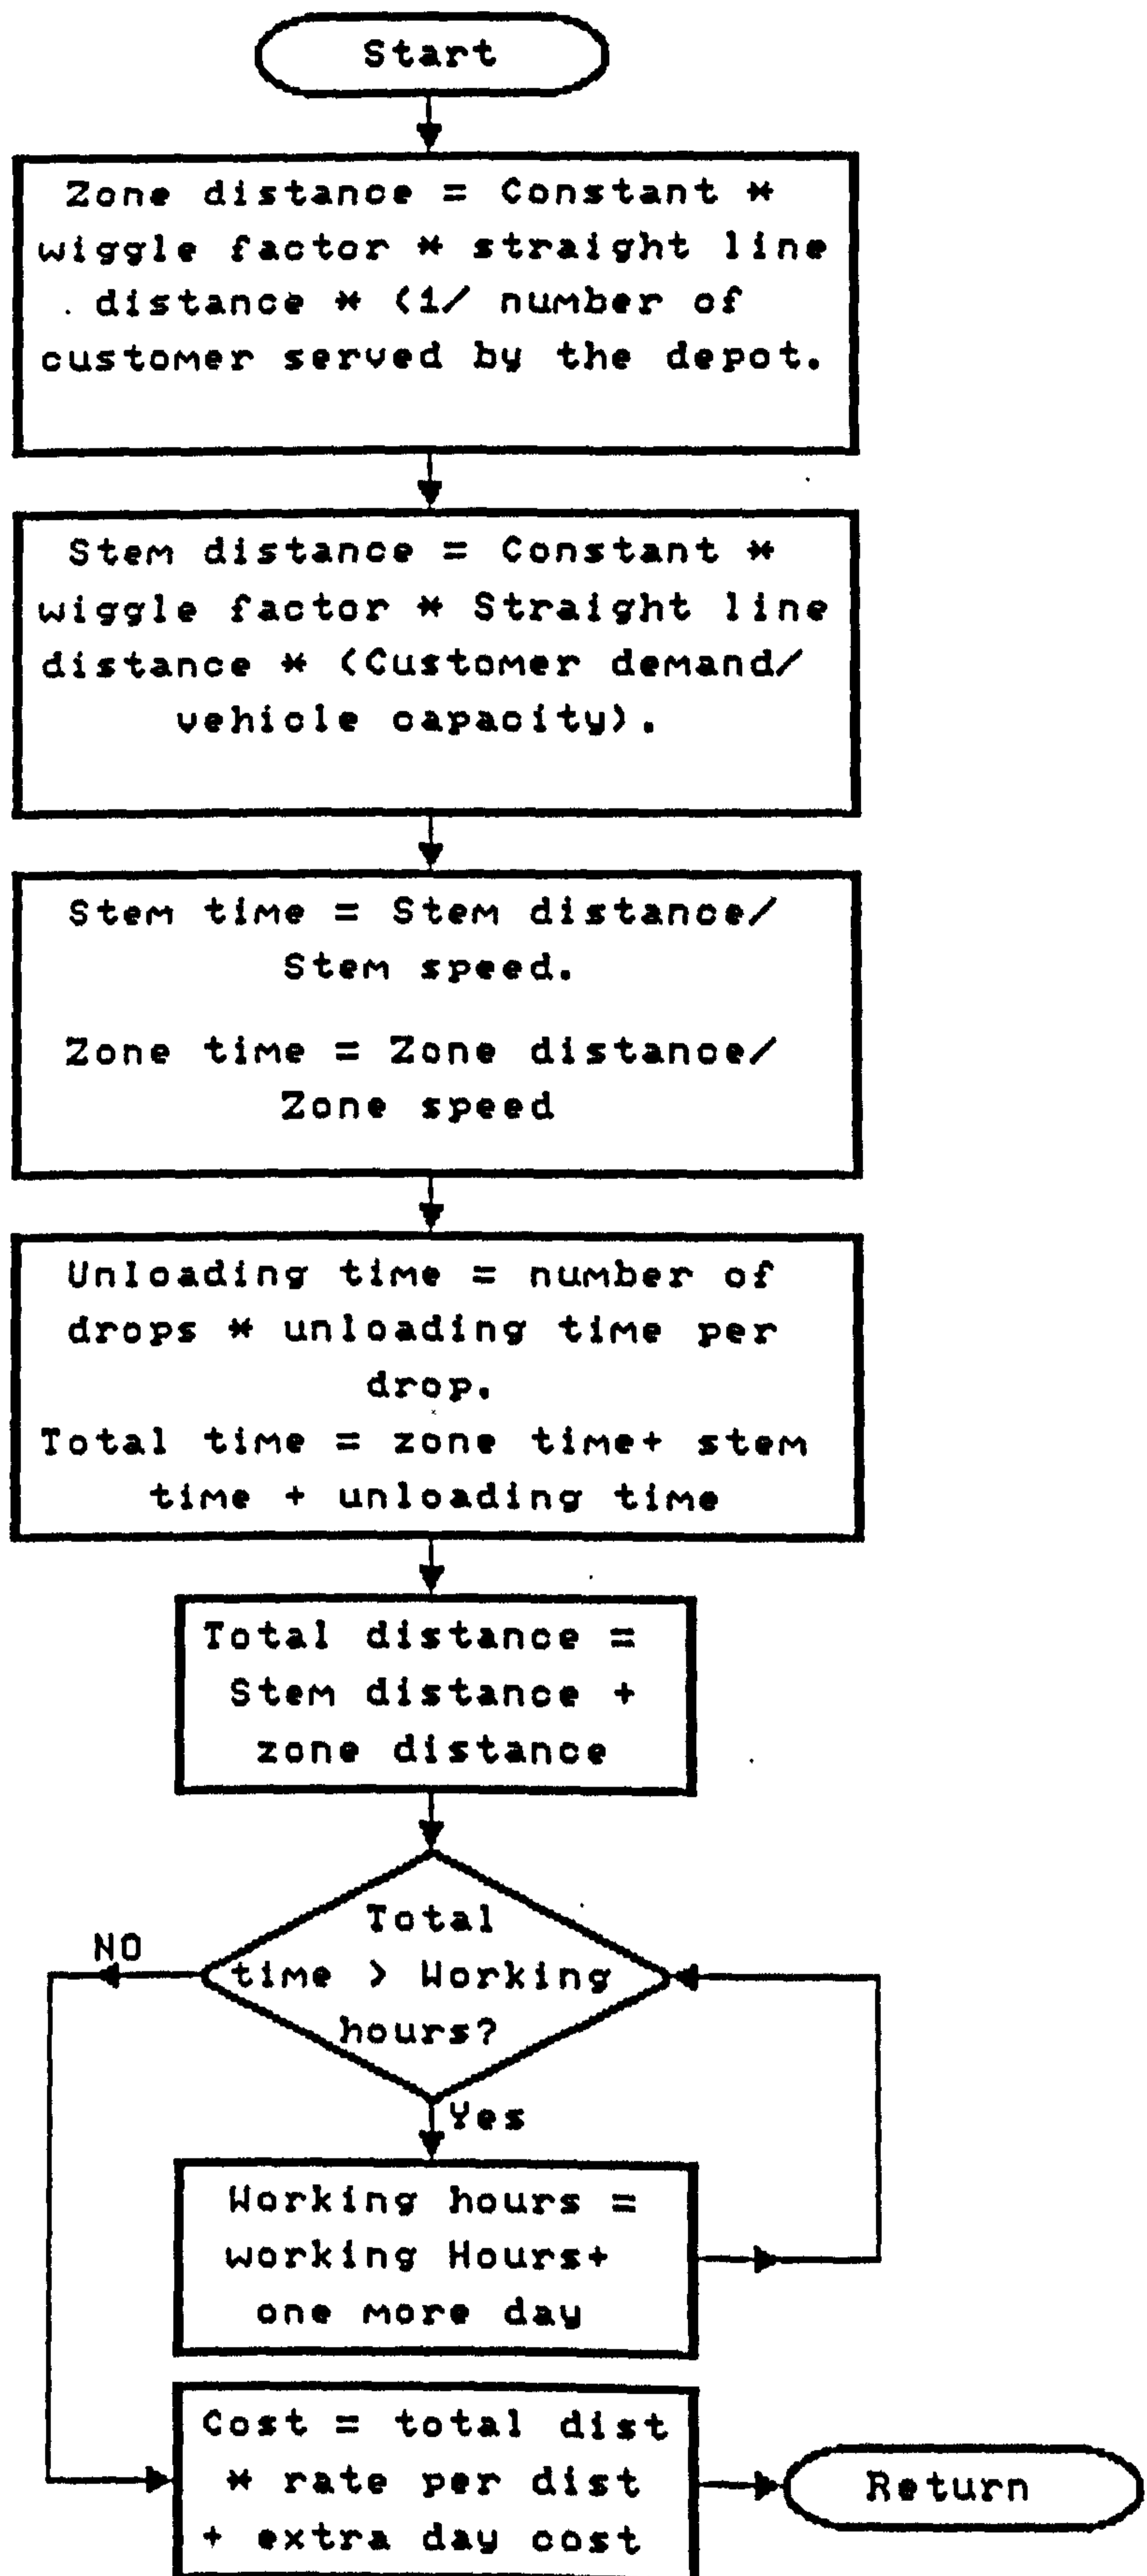 Start
Zone distance = Constant *
wiggle factor * straight line
. distance * (1/ number of
customer served by the depot.
Stem distance = Constant *
wiggle factor * Straight line
distance * (Customer demand/
vehicle capacity).
Stem time = Stem distance/
Stem speed.
Zone time = Zone distance/
Zone speed
Unloading time = number of
drops * unloading time per
drop.
Total time = zone time+ stem
time + unloading time
Total distance =
Stem distance +
zone distance
Total
time > Working
hours?
NO
Yes
Working hours =
working Hours+
one more day
Cost = total dist
* rate per dist
+ extra day cost
Return